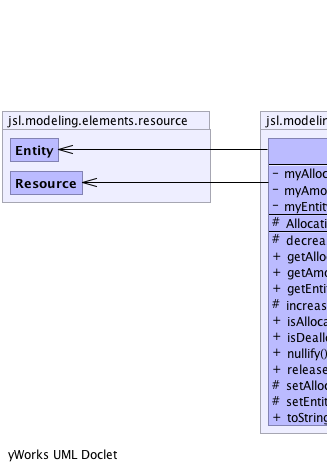 jsl.modeling.elements.resource
Entity
Resource
jsl.modelin
- myAlloc
- myAmo
- myEntity
# Allocati
# decrea
+ getAllo
+ getAmo
+ getEnti
# increas
+ isAlloca
+ isDeallo
+ nullify()
+ release
# setAlloc
# setEntit
+ toString
yWorks UML Doclet